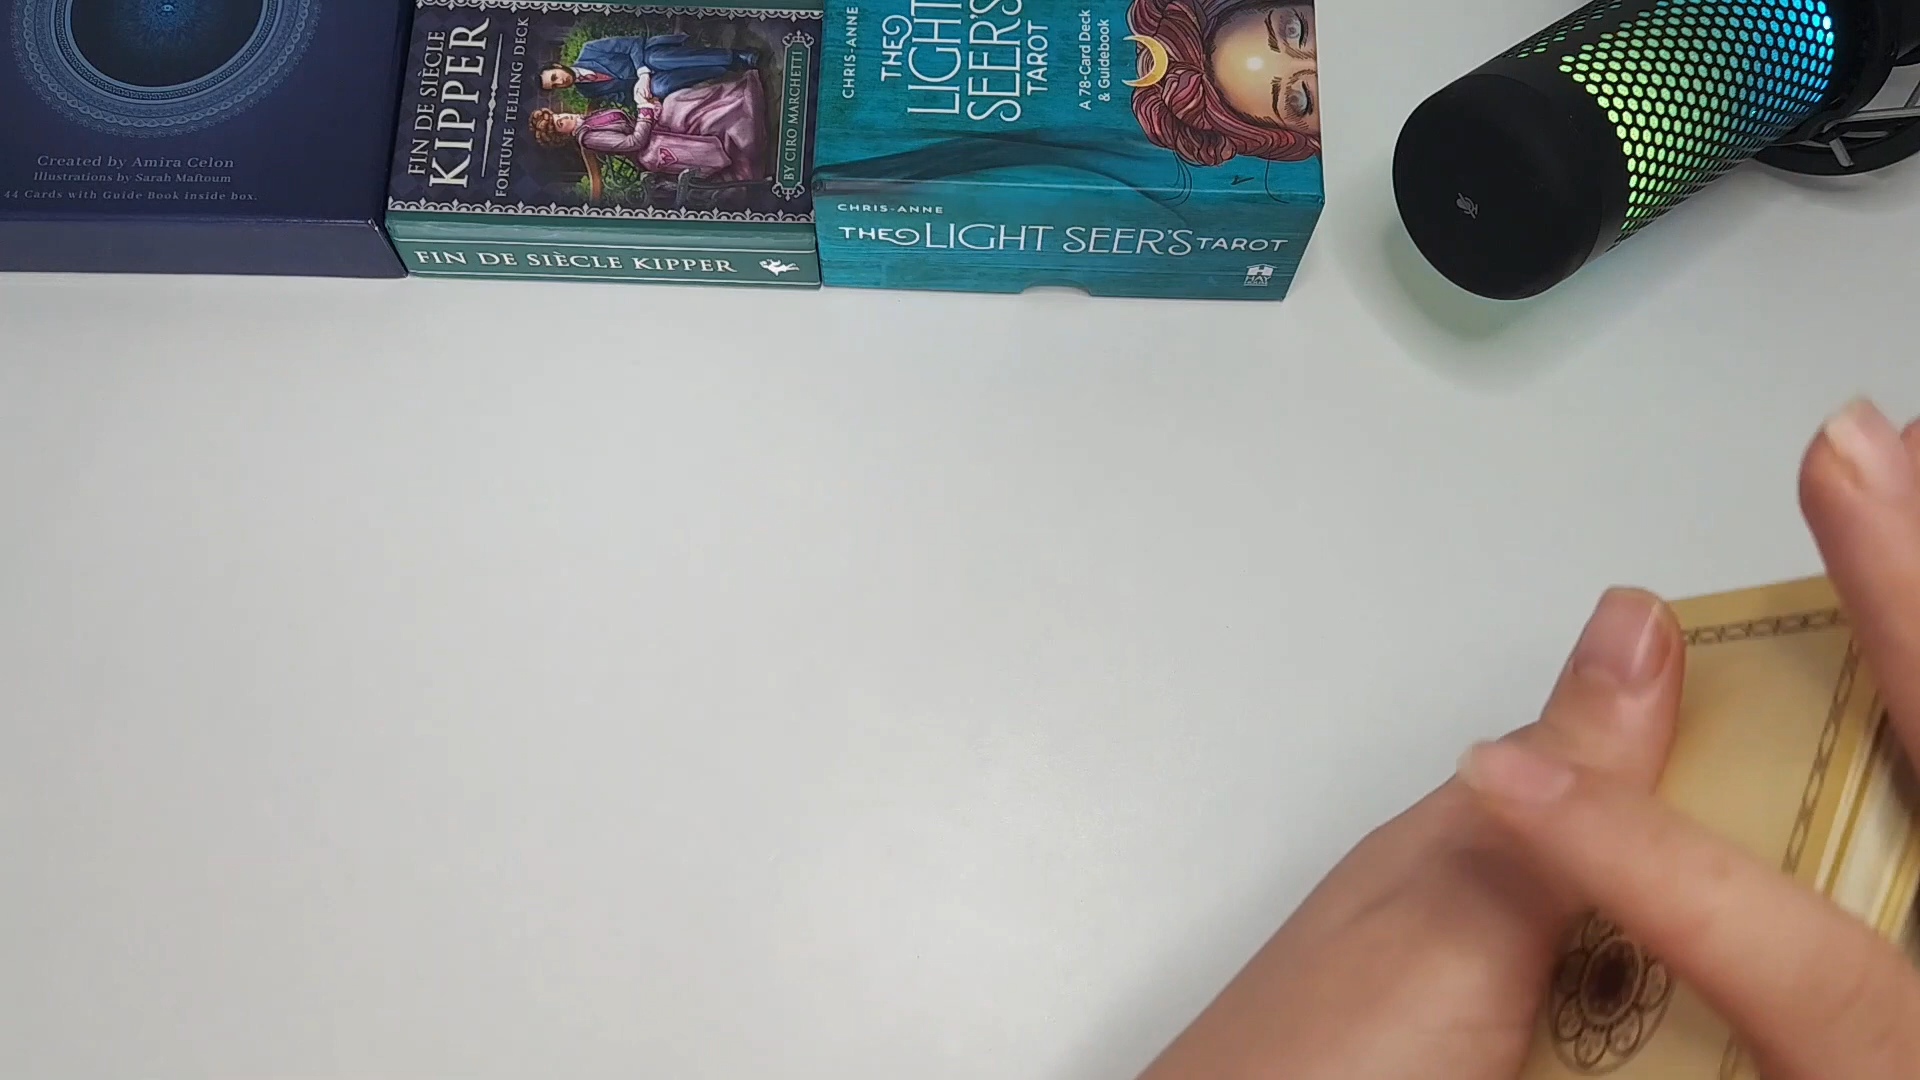 Created by Amira Celon
Illustrations by Sarah Maftoum
44 Cards with Guide Book inside box.
FIN DE SIÈCLE
KIPPER
FORTUNE TELLING DECK
BY CIRO MARCHETTI
FIN DE SIÈCLE KIPPER
CHRIS-ANNE
THE
LIGHT
SEER'S
TAROT
A 78-Card Deck
& Guidebook
CHRIS-ANNE
THE LIGHT SEER'S TAROT
HAY
HOUSE